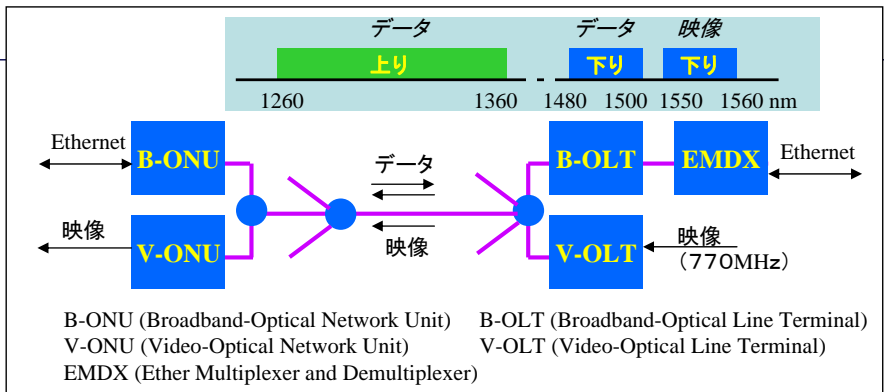 データ データ 映像
上り 下り 下り
1260 1360 1480 1500 1550 1560 nm
Ethernet B-ONU データ B-OLT EMDX Ethernet
映像 V-ONU 映像 V-OLT 映像
(770MHz)
B-ONU (Broadband-Optical Network Unit) B-OLT (Broadband-Optical Line Terminal)
V-ONU (Video-Optical Network Unit) V-OLT (Video-Optical Line Terminal)
EMDX (Ether Multiplexer and Demultiplexer)